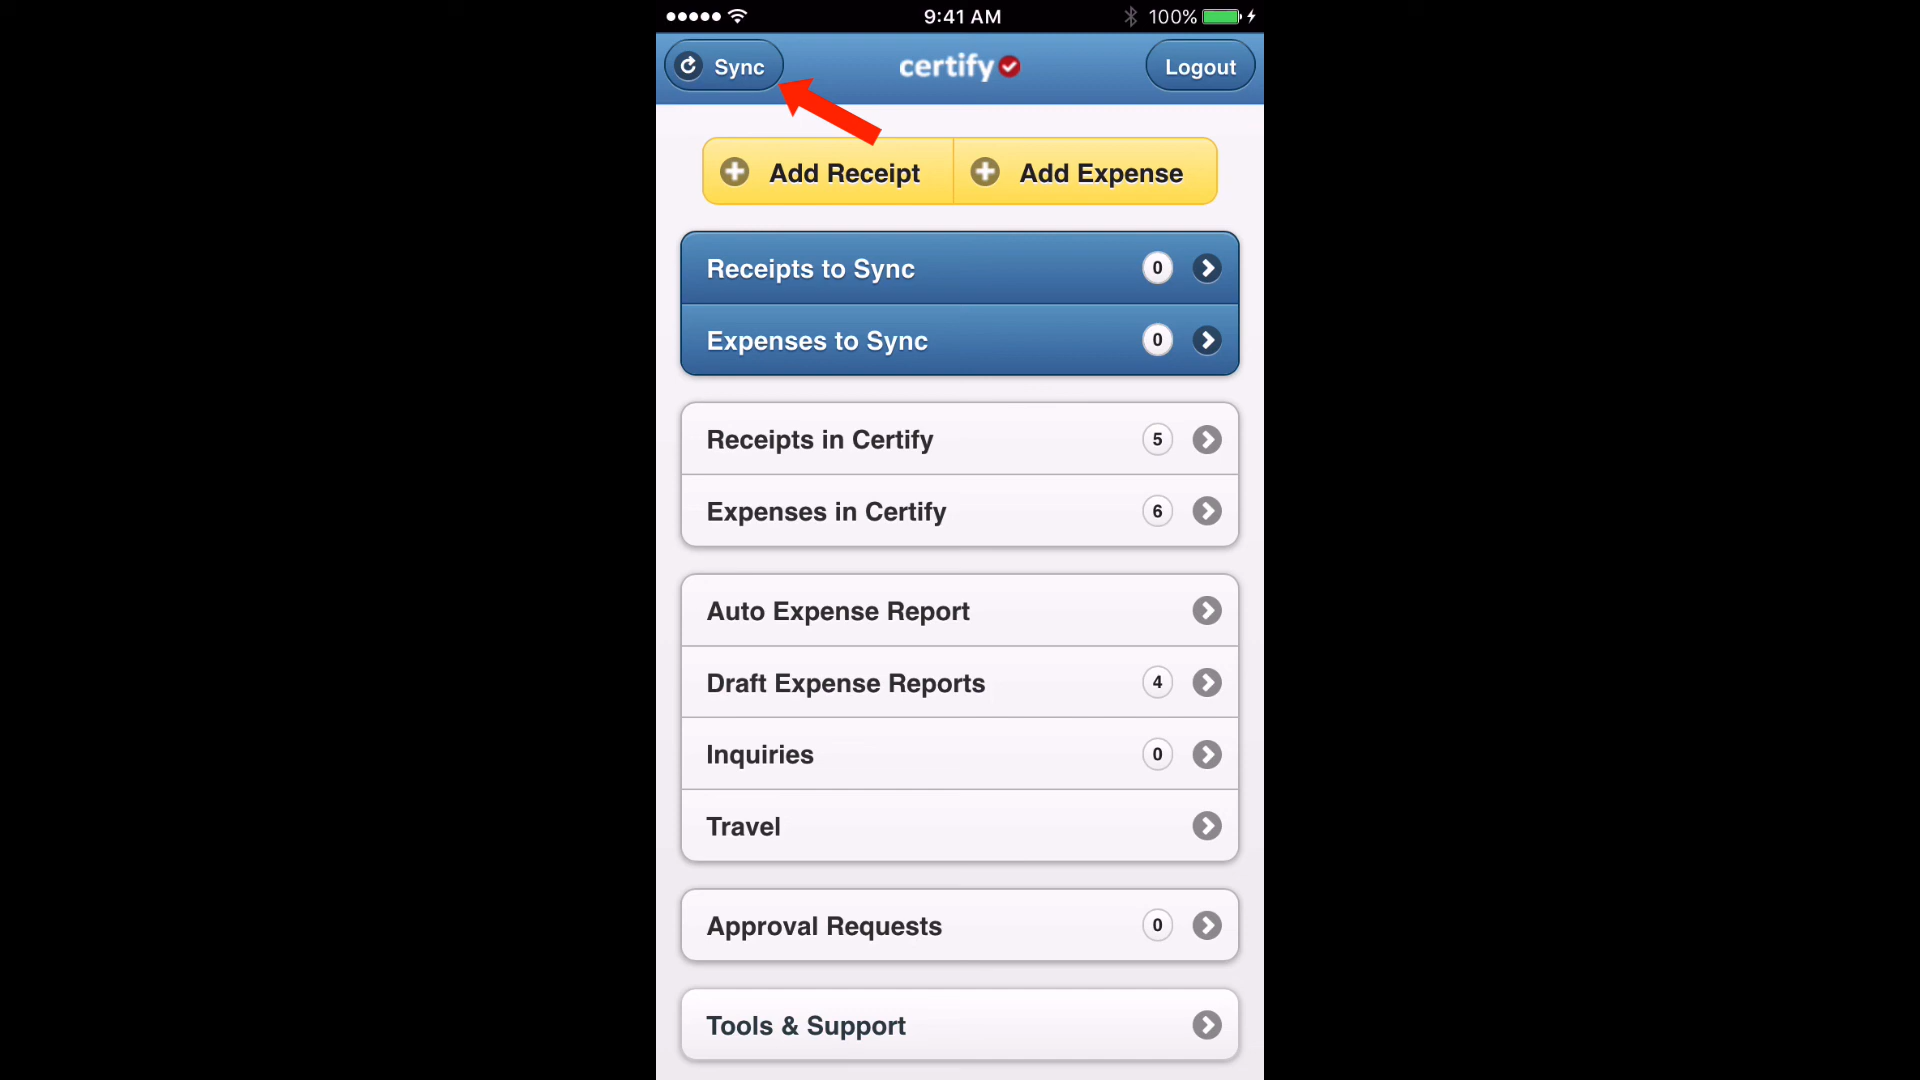 9:41 AM 100%
Sync certify Logout
Add Receipt Add Expense
Receipts to Sync 0
Expenses to Sync 0
Receipts in Certify 5
Expenses in Certify 6
Auto Expense Report
Draft Expense Reports 4
Inquiries 0
Travel
Approval Requests 0
Tools & Support